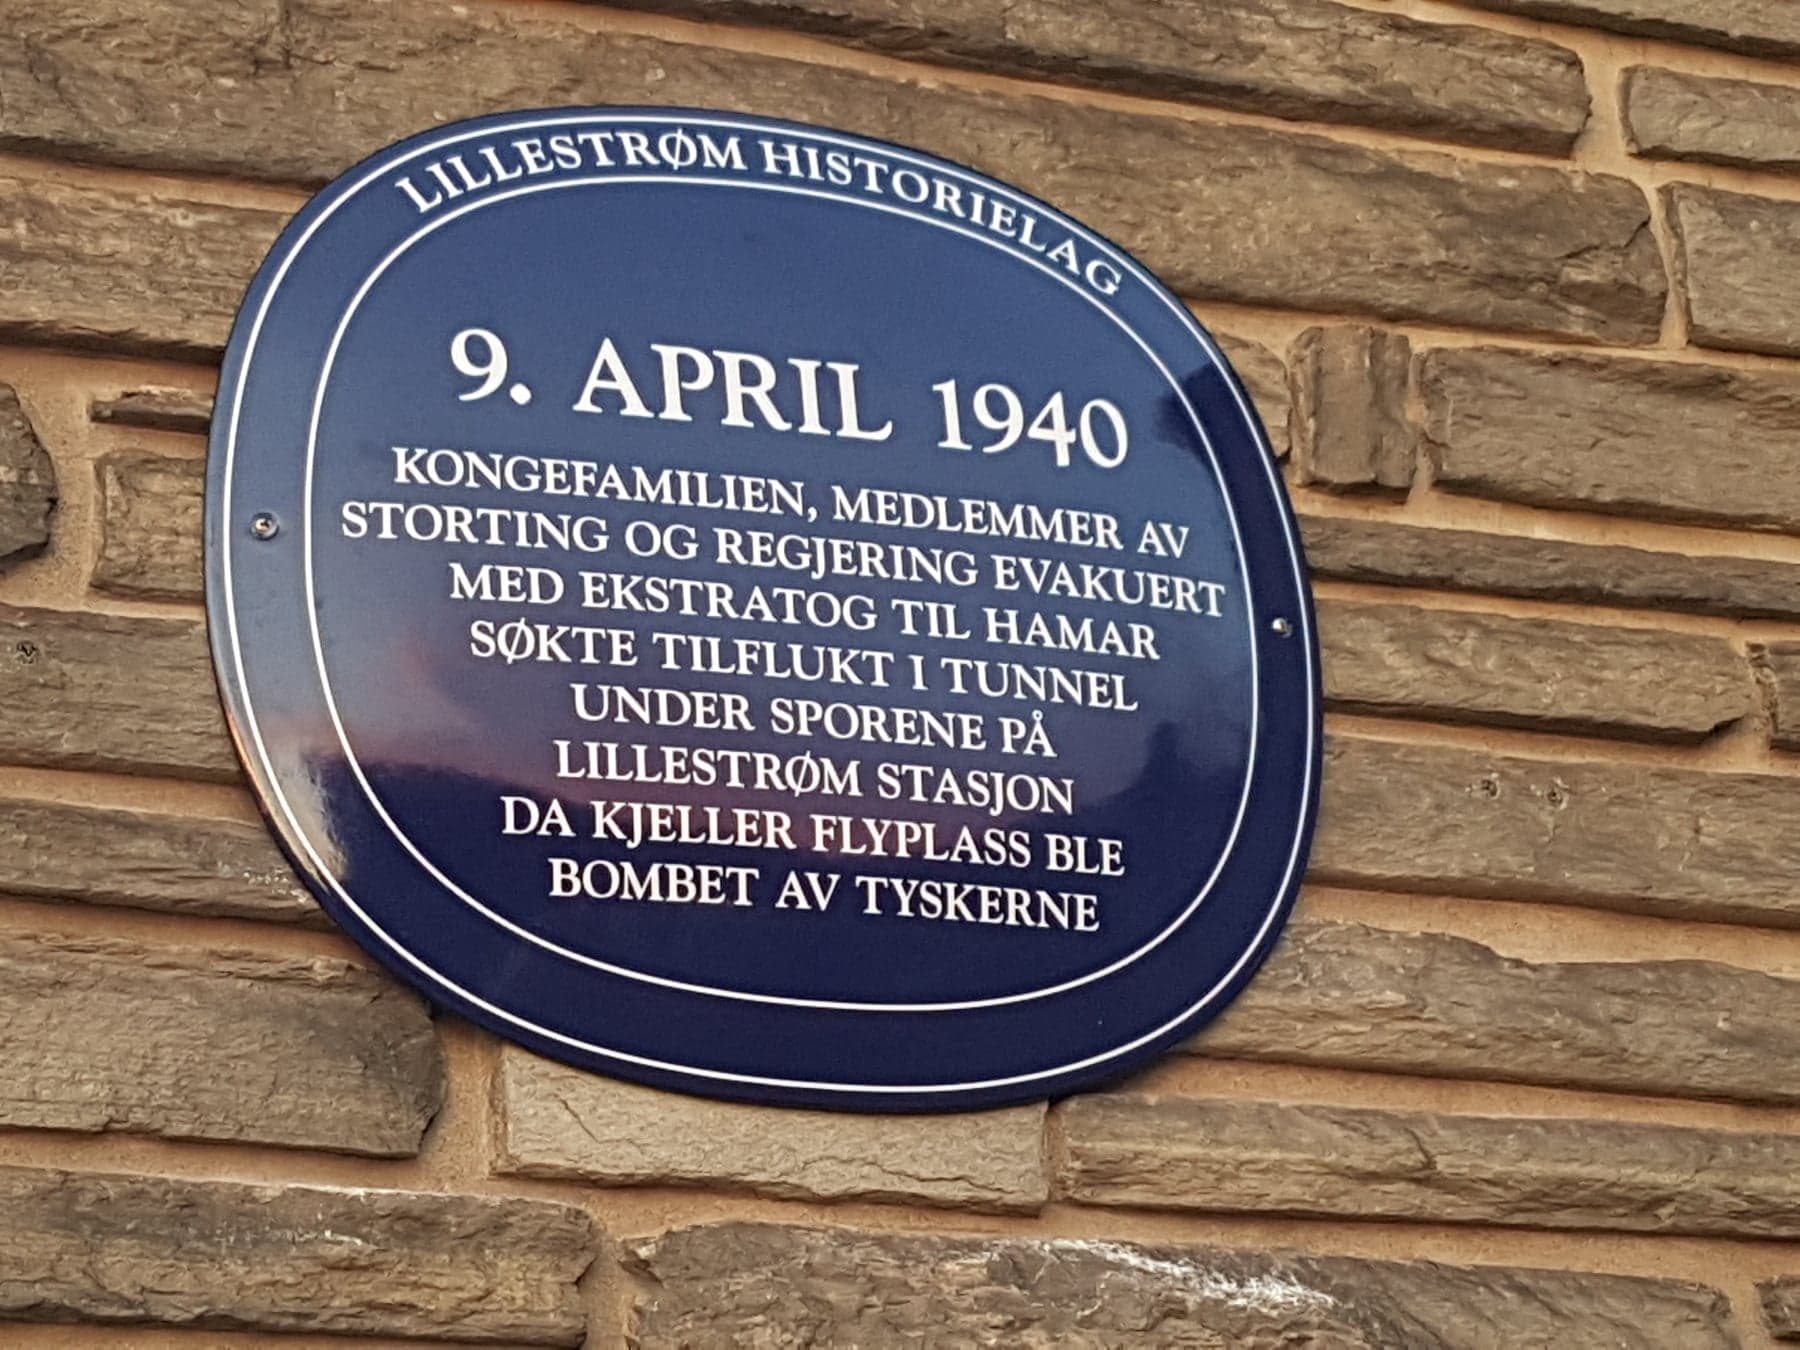 LILLESTRØM HISTORIELAG
9. APRIL 1940
KONGEFAMILIEN, MEDLEMMER AV
STORTING OG REGJERING EVAKUERT
MED EKSTRATOG TIL HAMAR
SØKTE TILFLUKT I TUNNEL
UNDER SPORENE PÅ
LILLESTRØM STASJON
DA KJELLER FLYPLASS BLE
BOMBET AV TYSKERNE